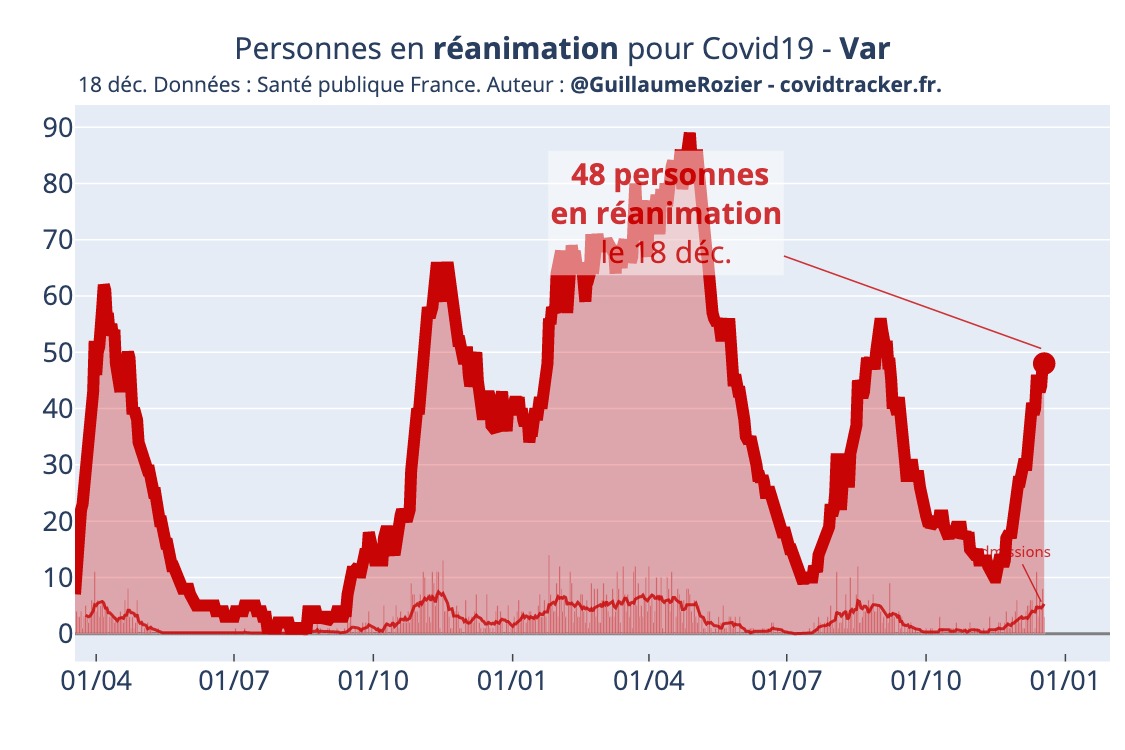 Personnes en réanimation pour Covid19 - Var
18 déc. Données : Santé publique France. Auteur : @GuillaumeRozier - covidtracker.fr.
90
80
70
60
50
40
30
20
10
0
48 personnes
en réanimation
le 18 déc.
dmissions
01/04 01/07 01/10 01/01 01/04 01/07 01/10 01/01